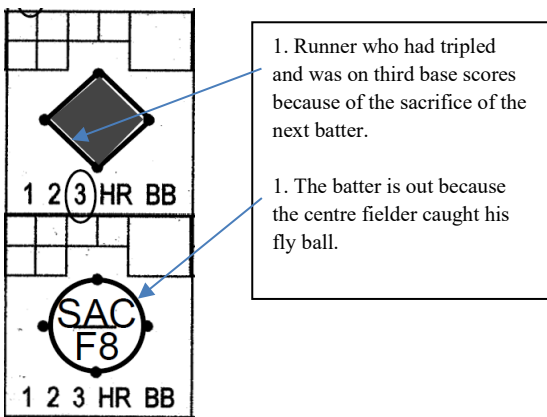 1. Runner who had tripled
and was on third base scores
because of the sacrifice of the
next batter.
1. The batter is out because
the centre fielder caught his
fly ball.
1 2 3 HR BB
SAC
F8
1 2 3 HR BB